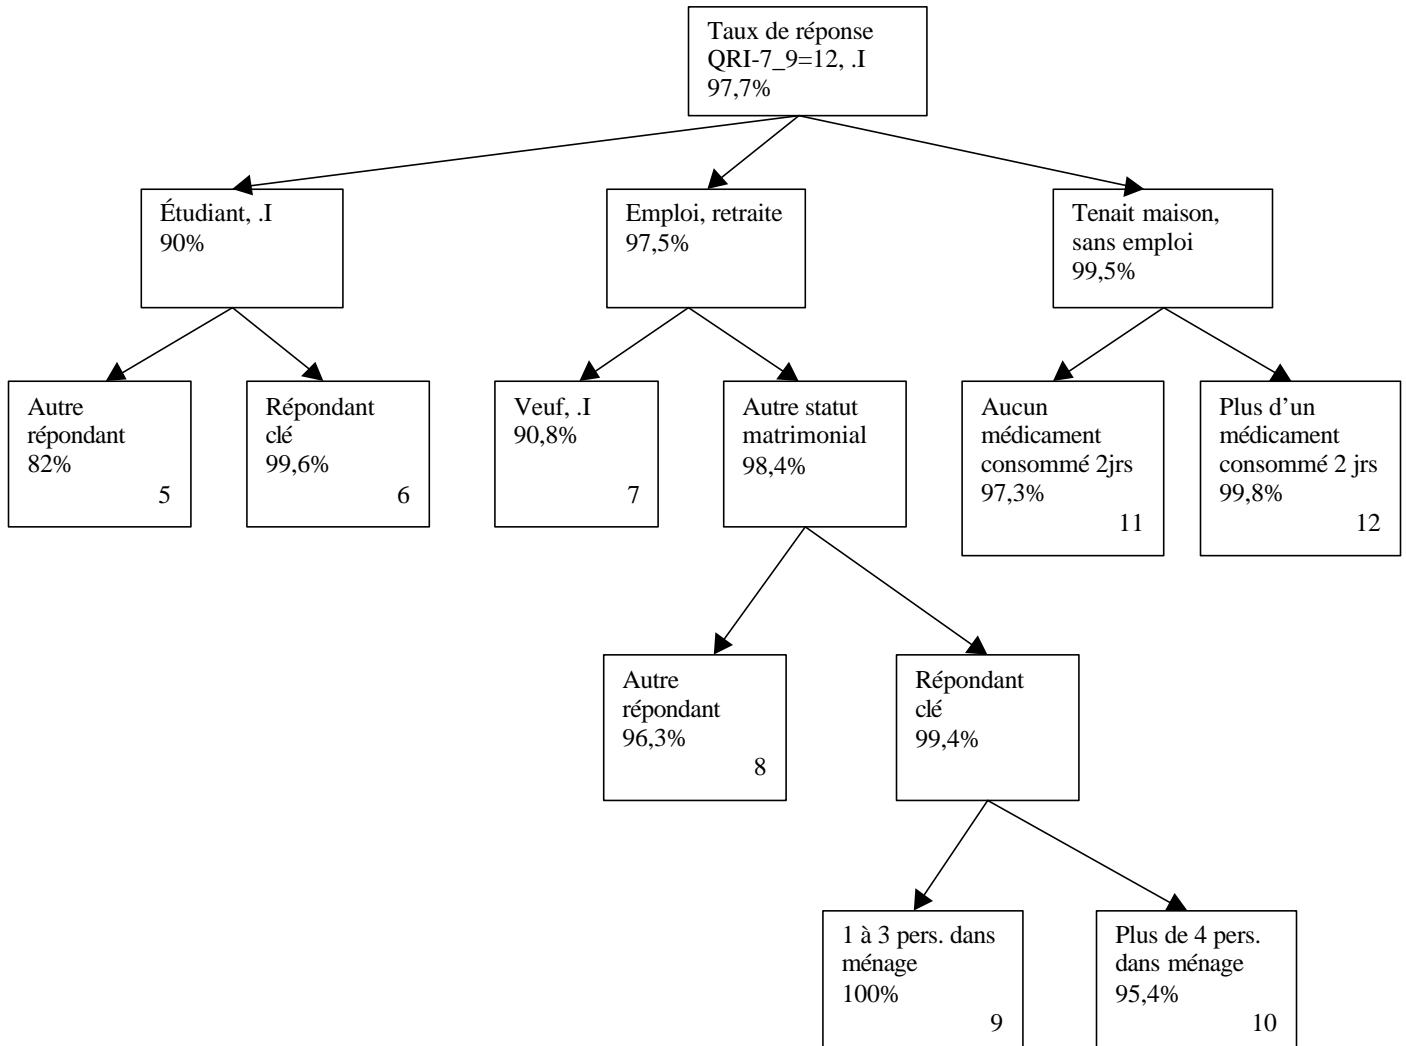 Taux de réponse
QRI-7_9=12, .I
97,7%
Étudiant, .I
90%
Emploi, retraite
97,5%
Tenait maison,
sans emploi
99,5%
Autre
répondant
82%
5
Répondant
clé
99,6%
6
Veuf, .I
90,8%
7
Autre statut
matrimonial
98,4%
Aucun
médicament
consommé 2jrs
97,3%
11
Plus d’un
médicament
consommé 2 jrs
99,8%
12
Autre
répondant
96,3%
8
Répondant
clé
99,4%
1 à 3 pers. dans
ménage
100%
9
Plus de 4 pers.
dans ménage
95,4%
10